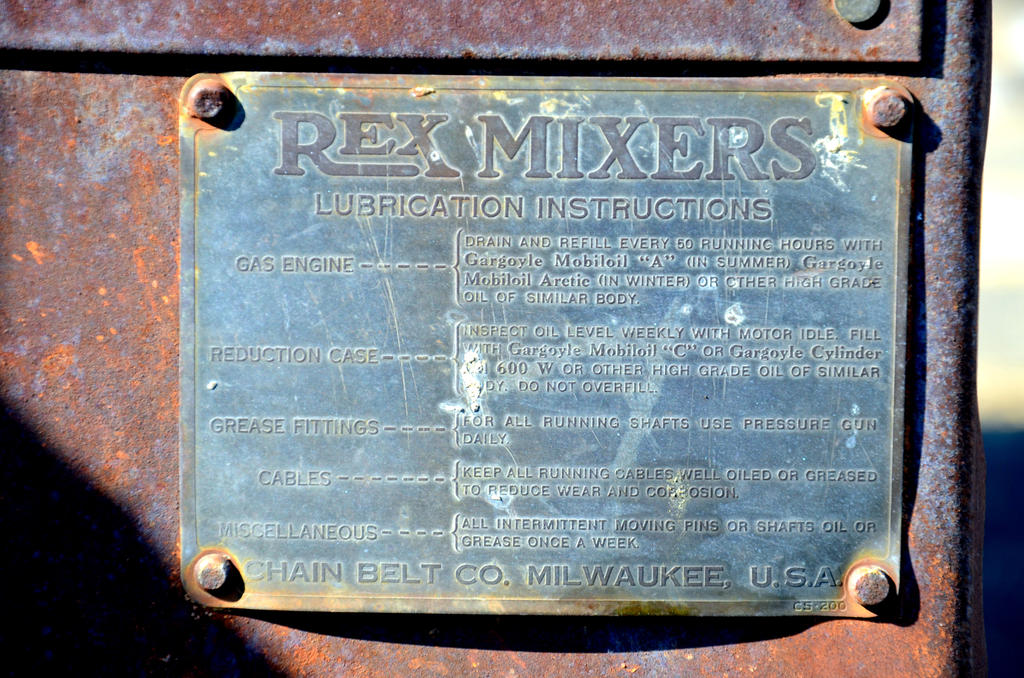 REX MIXERS
LUBRICATION INSTRUCTIONS
GAS ENGINE
DRAIN AND REFILL EVERY 50 RUNNING HOURS WITH
Gargoyle Mobiloil "A" (IN SUMMER) Gargoyle
Mobiloil Arctic (IN WINTER) OR OTHER HIGH GRADE
OIL OF SIMILAR BODY.
REDUCTION CASE
INSPECT OIL LEVEL WEEKLY WITH MOTOR IDLE. FILL
WITH Gargoyle Mobiloil "C" OR Gargoyle Cylinder
600 W OR OTHER HIGH GRADE OIL OF SIMILAR
DO NOT OVERFILL.
GREASE FITTINGS
FOR ALL RUNNING SHAFTS USE PRESSURE GUN
DAILY.
CABLES
KEEP ALL RUNNING CABLES WELL OILED OR GREASED
TO REDUCE WEAR AND CORROSION.
MISCELLANEOUS
ALL INTERMITTENT MOVING PINS OR SHAFTS OIL OR
GREASE ONCE A WEEK.
CHAIN BELT CO. MILWAUKEE, U.S.A.
CS-200